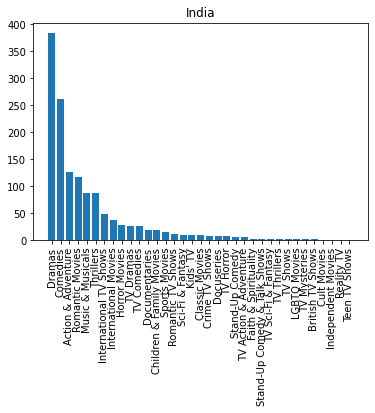 India
400
350
300
250
200
150
100
50
0
Dramas
Comedies
Action & Adventure
Romantic Movies
Music & Musicals
Thrillers
International TV Shows
International Movies
Horror Movies
TV Dramas
TV Comedies
Documentaries
Children & Family Movies
Sports Movies
Romantic TV Shows
Sci-Fi & Fantasy
Kids' TV
Classic Movies
Crime TV Shows
Docuseries
TV Horror
Stand-Up Comedy
TV Action & Adventure
Faith & Spirituality
Stand-Up Comedy & Talk Shows
TV Sci-Fi & Fantasy
TV Thrillers
TV Shows
LGBTQ Movies
TV Mysteries
British TV Shows
Cult Movies
Independent Movies
Reality TV
Teen TV Shows